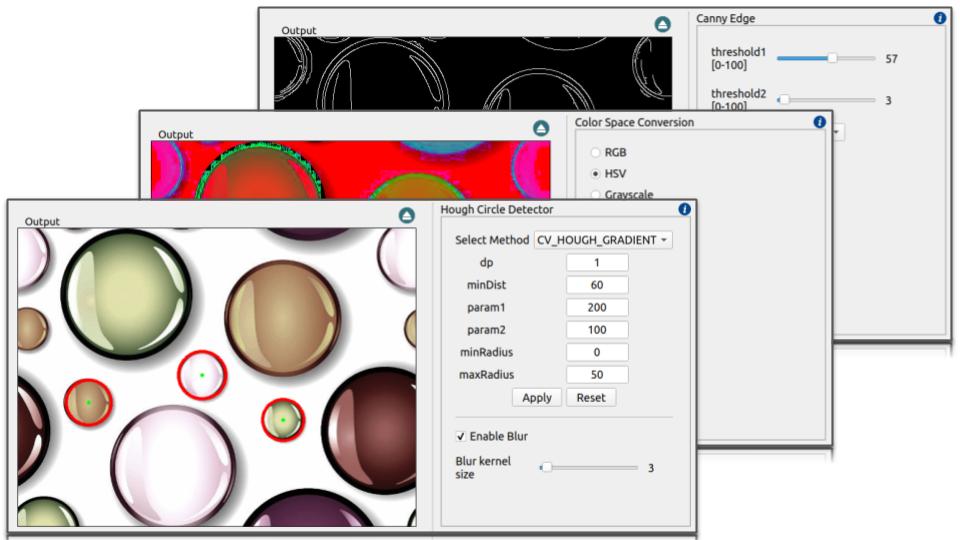 Output
Canny Edge
threshold1
[0-100]
57
threshold2
[0-100]
3
Output
Color Space Conversion
RGB
HSV
Grayscale
Output
Hough Circle Detector
Select Method CV_HOUGH_GRADIENT
dp 1
minDist 60
param1 200
param2 100
minRadius 0
maxRadius 50
Apply Reset
Enable Blur
Blur kernel
size
3